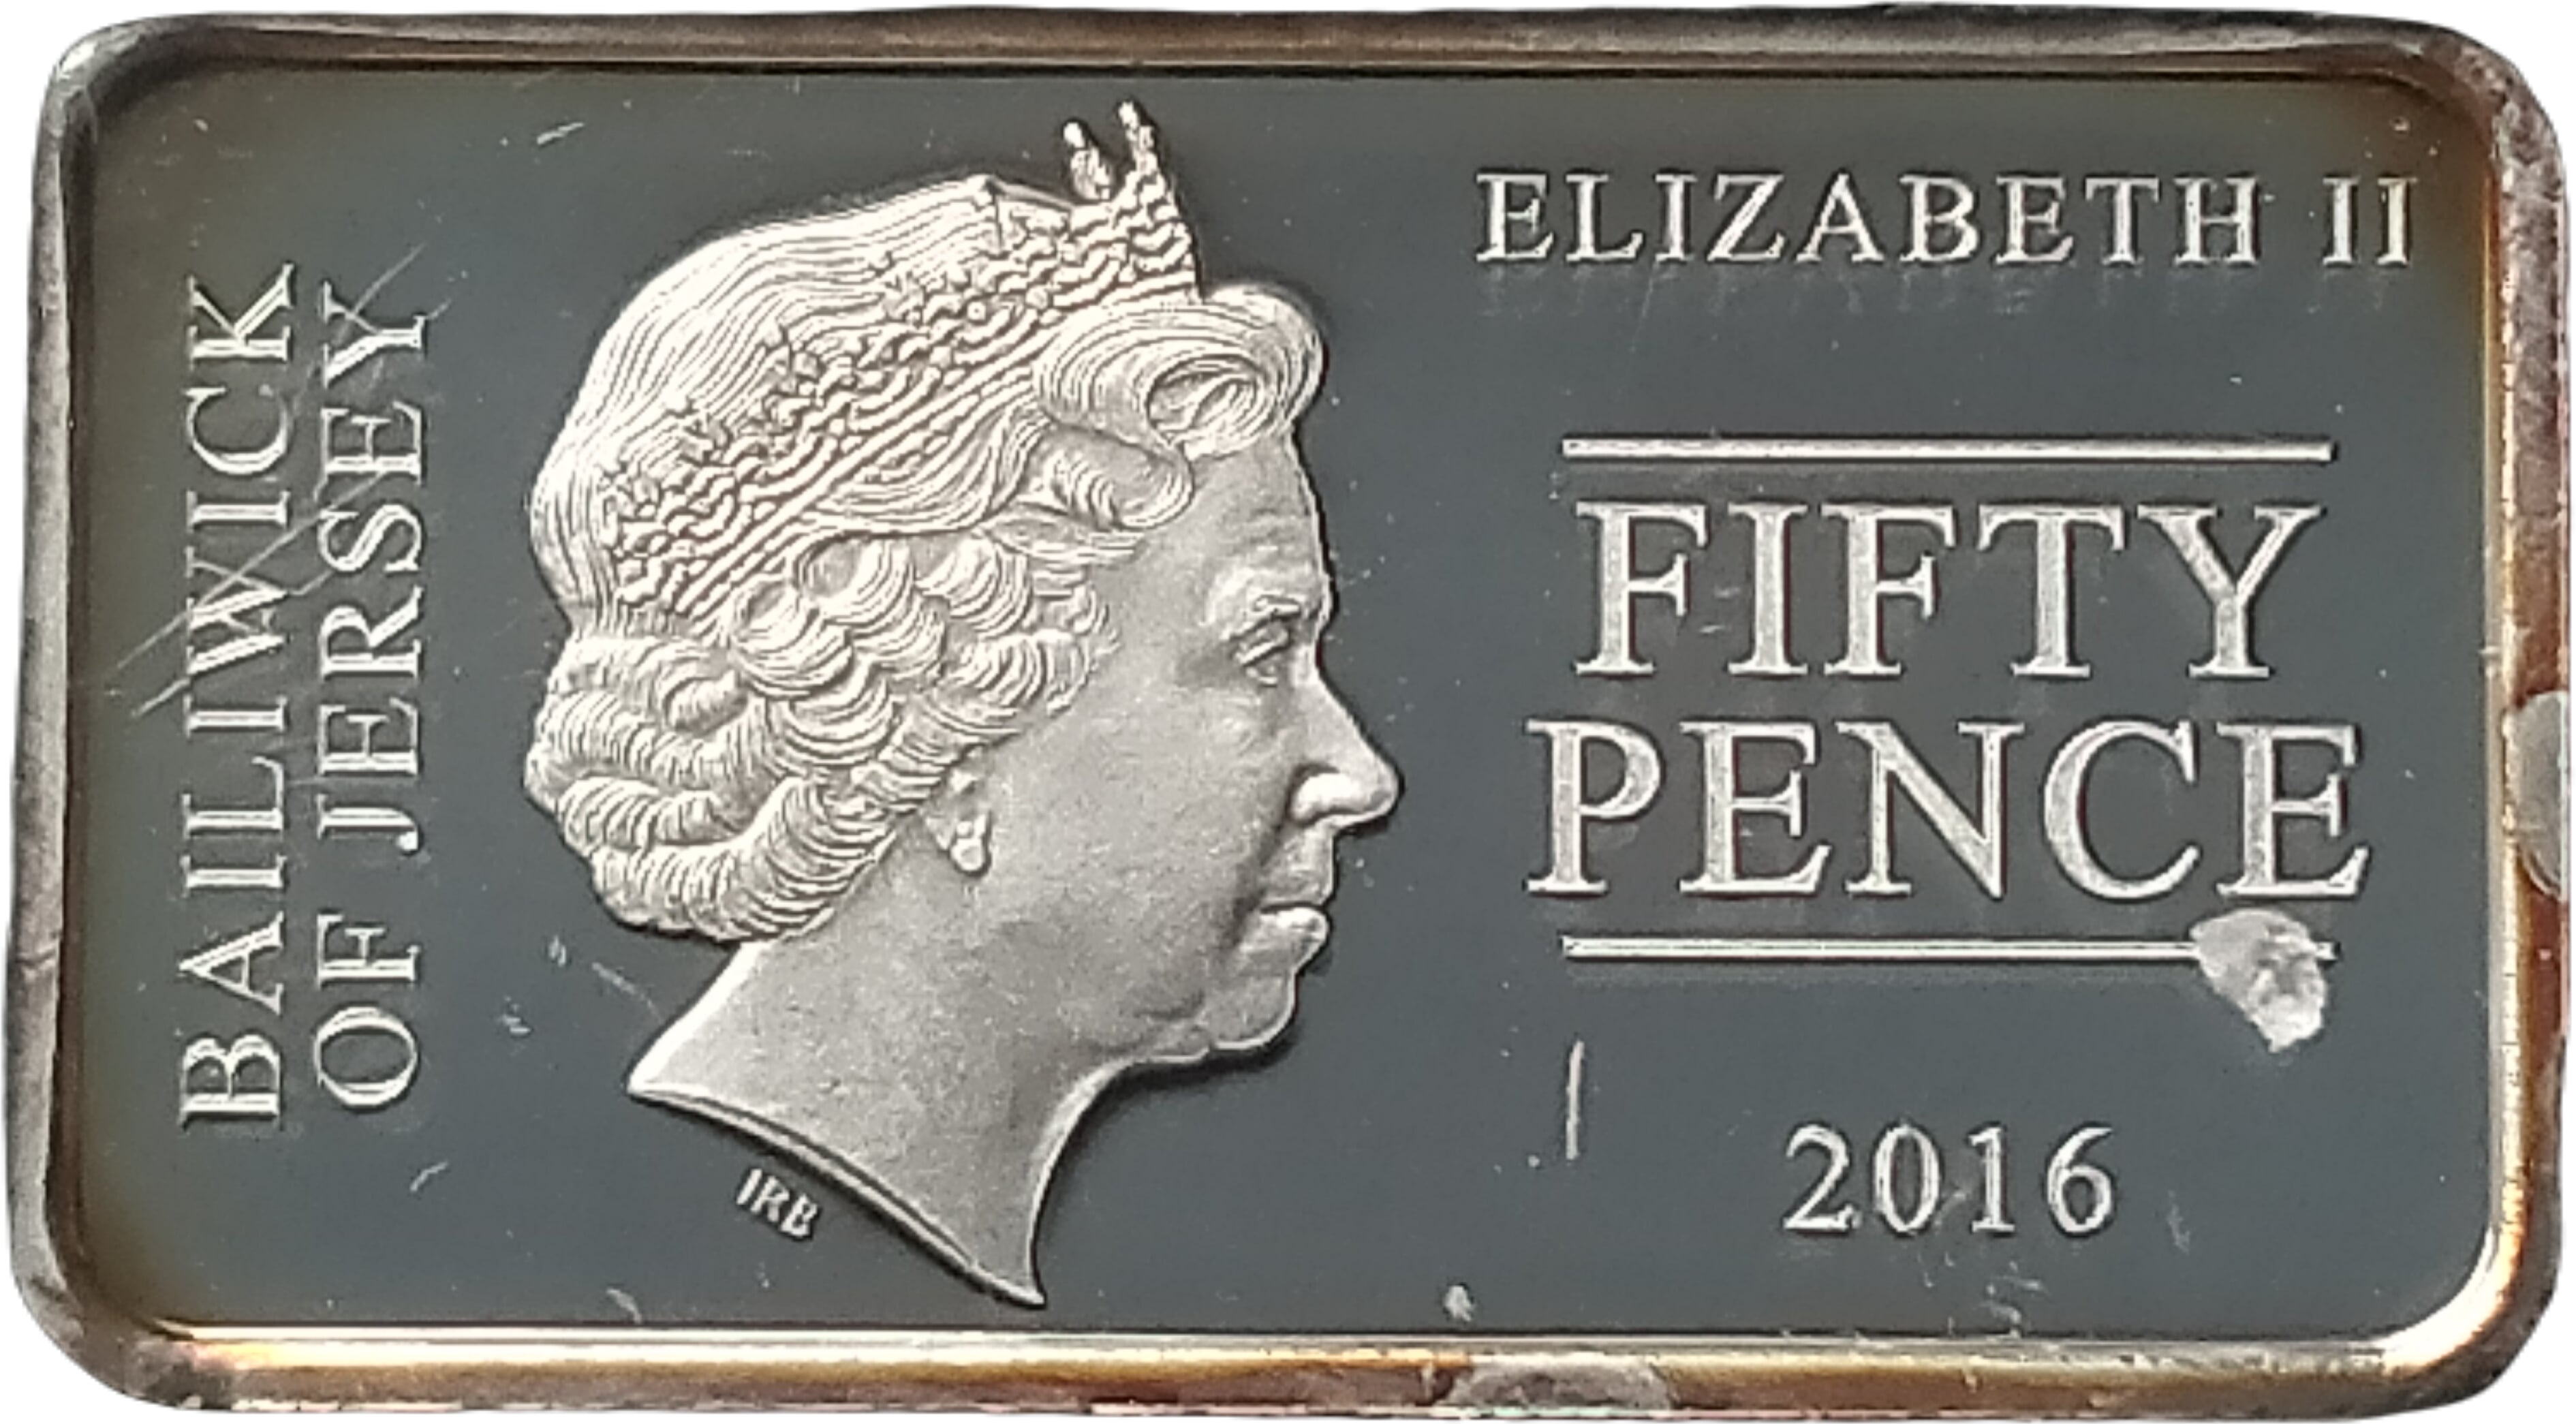 BAILIWICK
OF JERSEY
IRB
ELIZABETH II
FIFTY
PENCE
2016